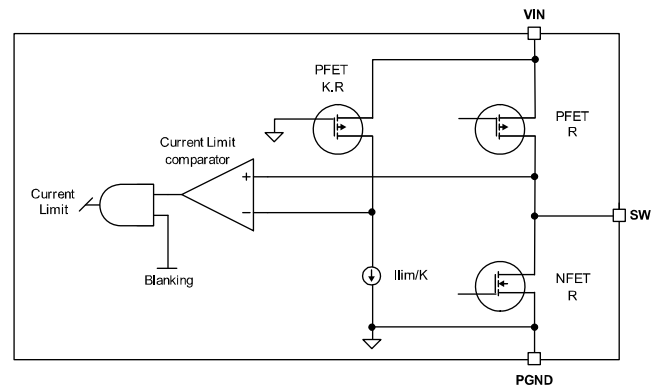 VIN
PFET
K.R
PFET
R
Current Limit
comparator
+
−
Current
Limit
Blanking
SW
Ilim/K
NFET
R
PGND